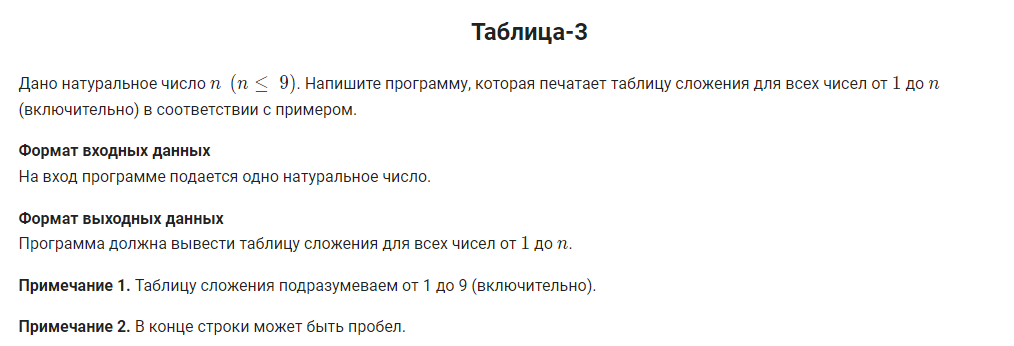 Таблица-3
Дано натуральное число n (n ≤ 9). Напишите программу, которая печатает таблицу сложения для всех чисел от 1 до n
(включительно) в соответствии с примером.
Формат входных данных
На вход программе подается одно натуральное число.
Формат выходных данных
Программа должна вывести таблицу сложения для всех чисел от 1 до n.
Примечание 1. Таблицу сложения подразумеваем от 1 до 9 (включительно).
Примечание 2. В конце строки может быть пробел.